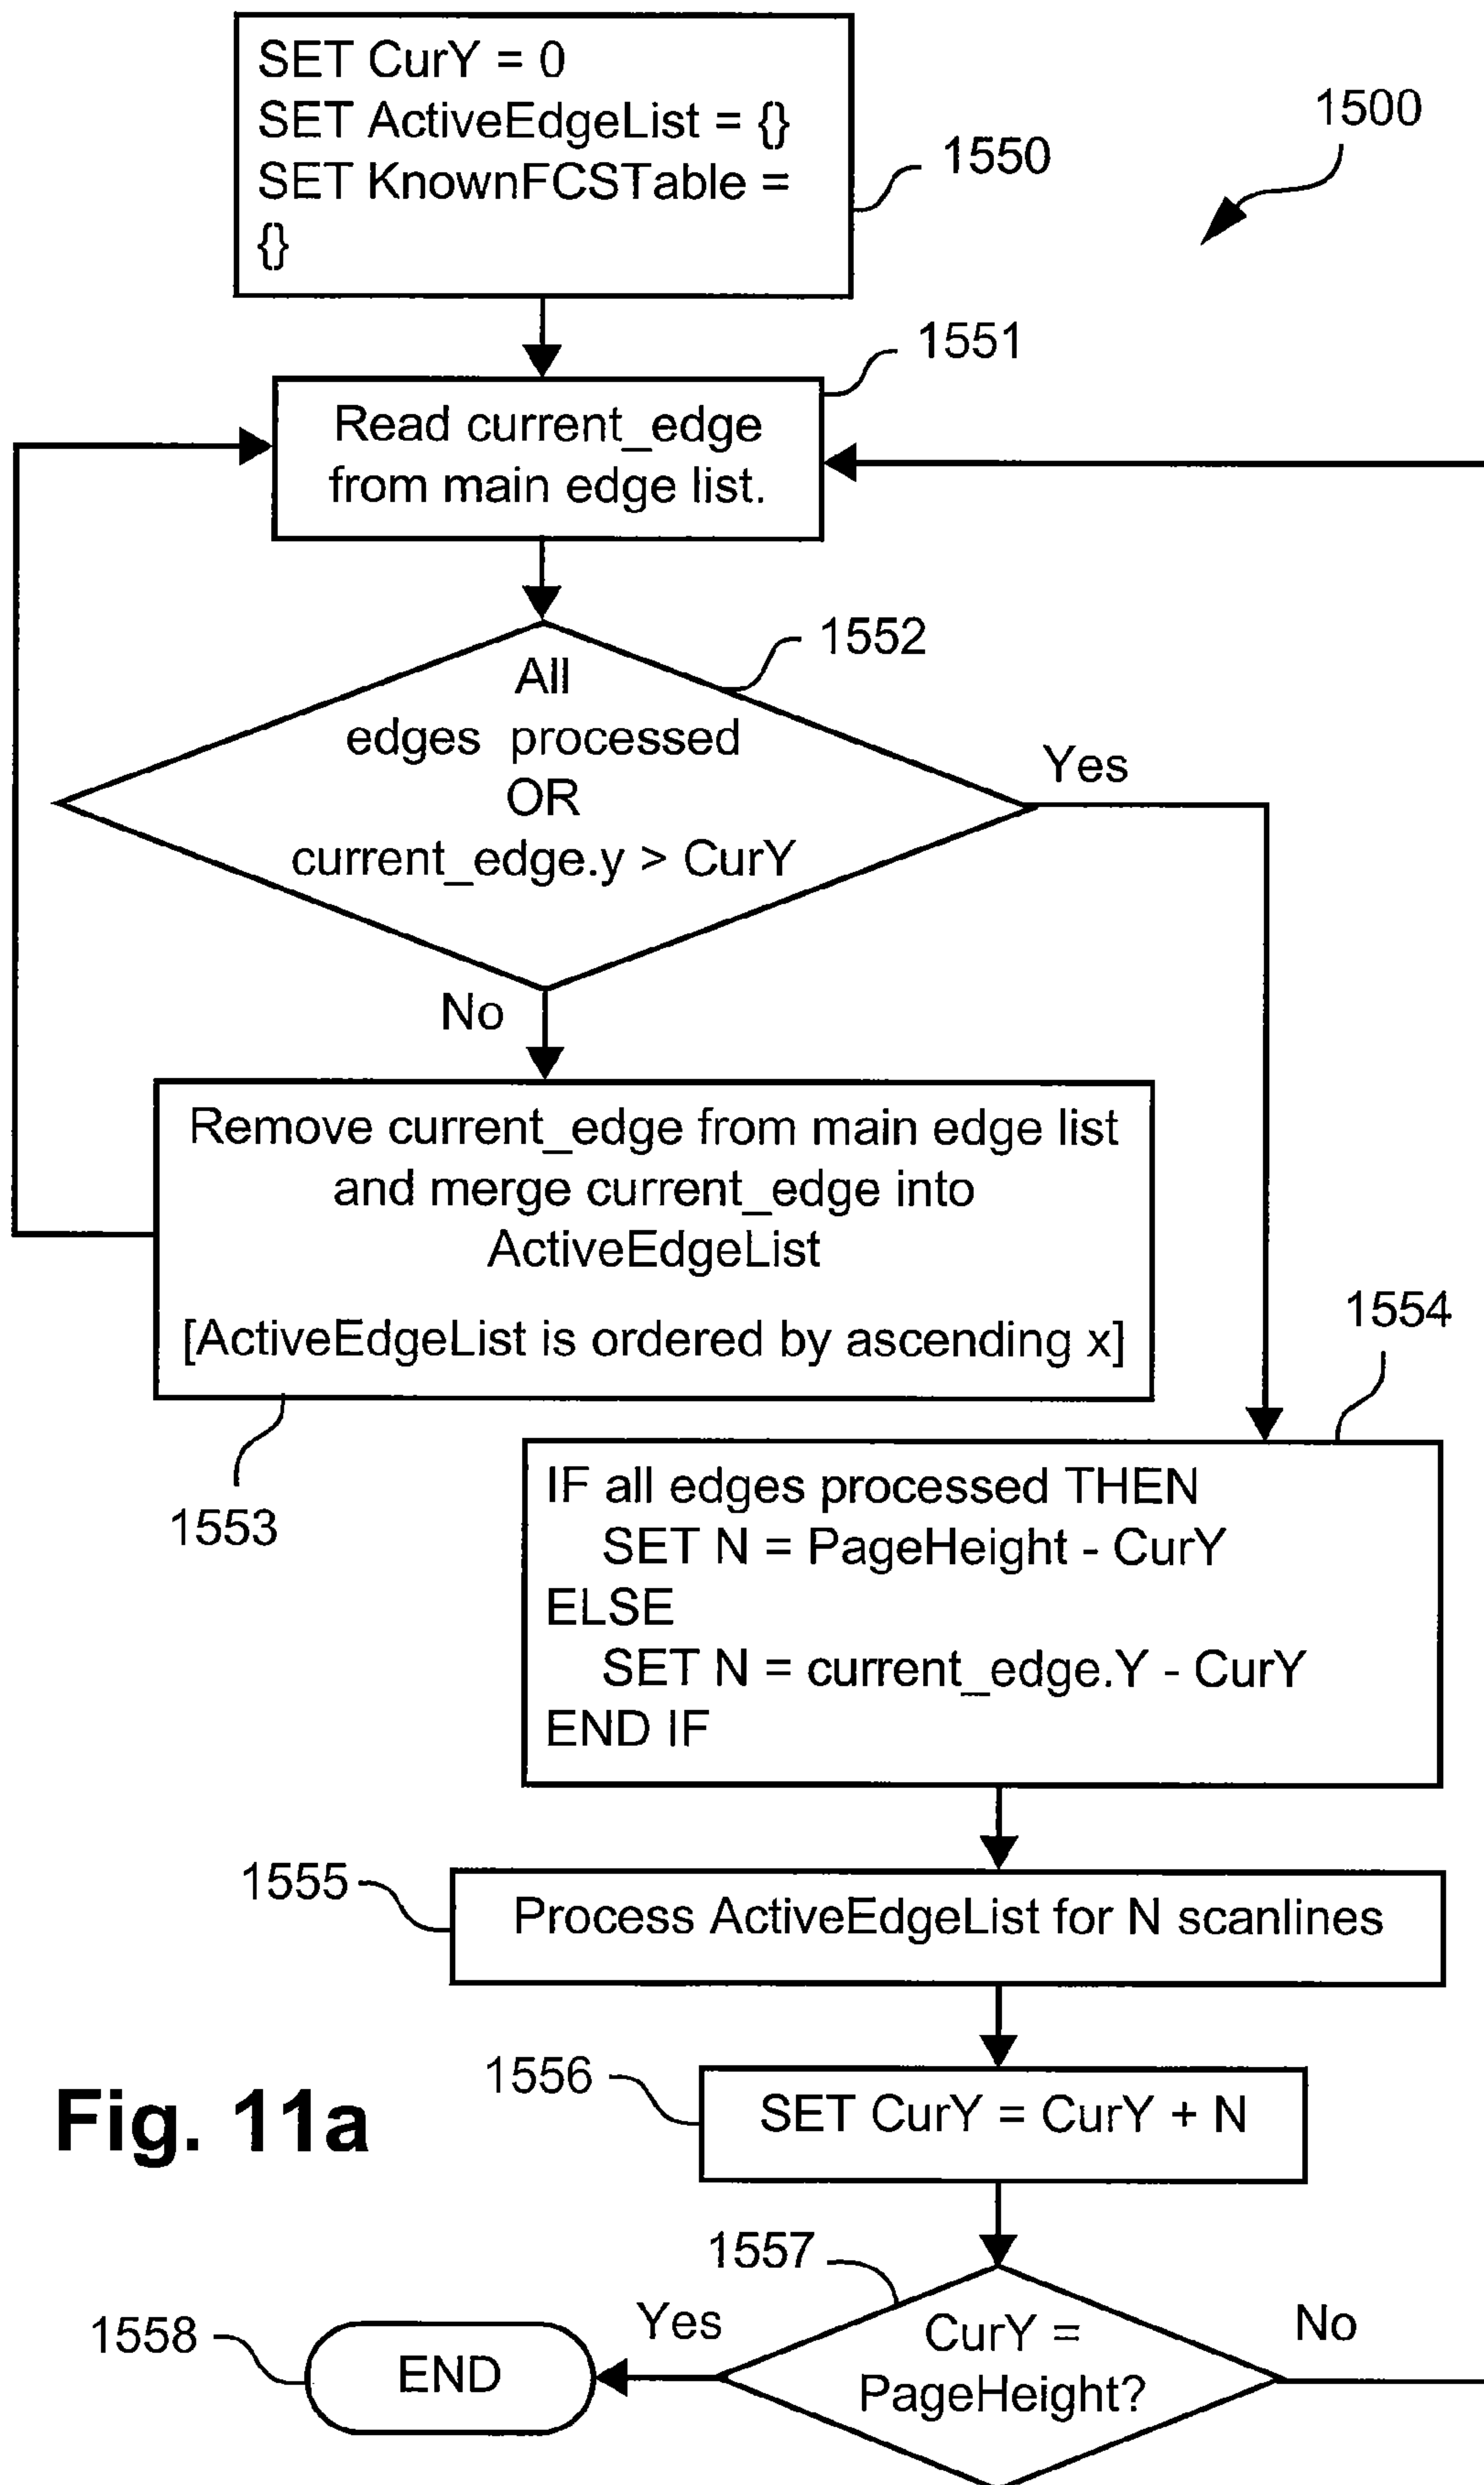 SET CurY = 0
SET ActiveEdgeList = {}
SET KnownFCSTable =
{}
1550
1500
1551
Read current_edge
from main edge list.
1552
All
edges processed
OR
current_edge.y > CurY
Yes
No
Remove current_edge from main edge list
and merge current_edge into
ActiveEdgeList
[ActiveEdgeList is ordered by ascending x]
1553
1554
IF all edges processed THEN
SET N = PageHeight - CurY
ELSE
SET N = current_edge.Y - CurY
END IF
1555
Process ActiveEdgeList for N scanlines
1556
SET CurY = CurY + N
Fig. 11a
1557
CurY =
PageHeight?
Yes
No
1558
END